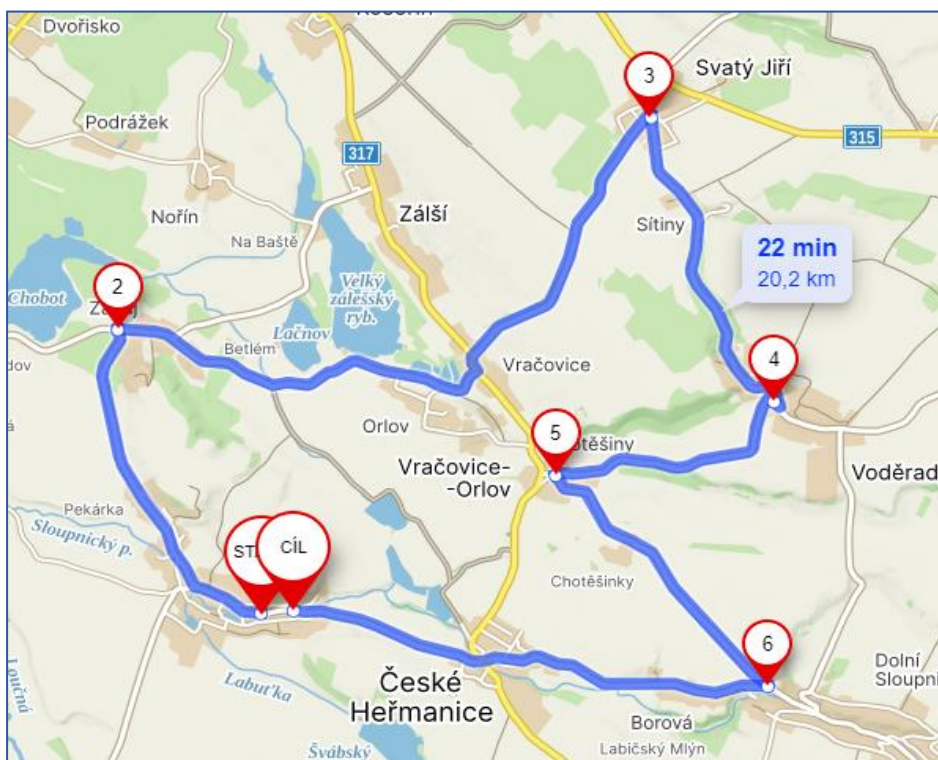 Dvořisko
3
Svatý Jiří
Podrážek
317
315
Nořín
Zálší
Sítiny
Na Baště
22 min
20,2 km
2
Chobot
Velký
zálešský
ryb.
Lačnov
Betlém
Vračovice
4
Orlov
5
Vračovice-
-Orlov
Voděrad
Pekárka
Sloupnický p.
CÍL
Chotěšinky
6
Dolní
Sloupni
České
Heřmanice
Labuťka
Loučná
Borová
Labičský Mlýn
Švábský